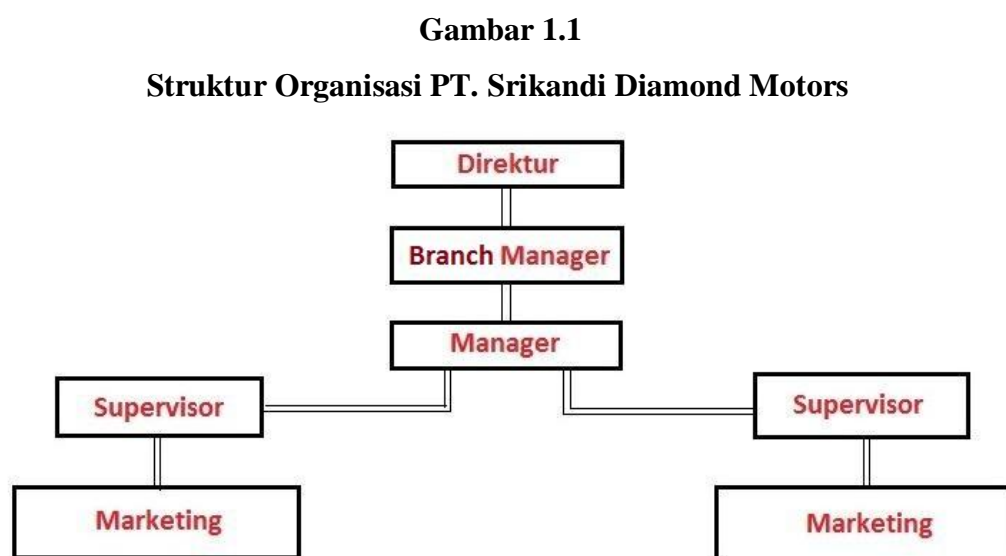 Gambar 1.1
Struktur Organisasi PT. Srikandi Diamond Motors
Direktur
Branch Manager
Manager
Supervisor
Supervisor
Marketing
Marketing